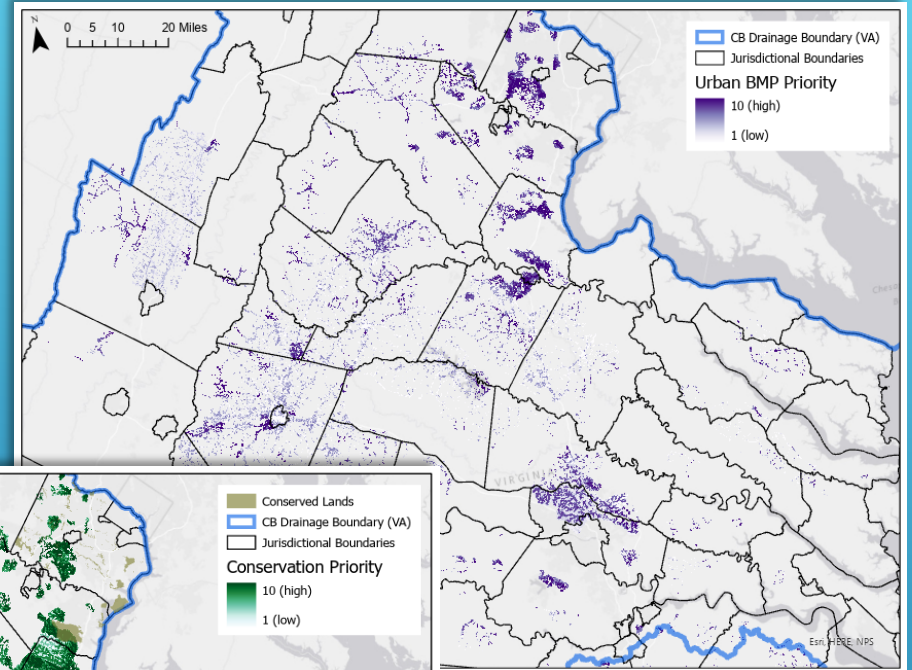 N
0 5 10 20 Miles
CB Drainage Boundary (VA)
Jurisdictional Boundaries
Urban BMP Priority
10 (high)
1 (low)
Chese
VIRGINIA
Conserved Lands
CB Drainage Boundary (VA)
Jurisdictional Boundaries
Conservation Priority
10 (high)
1 (low)
Esri, HERE, NPS